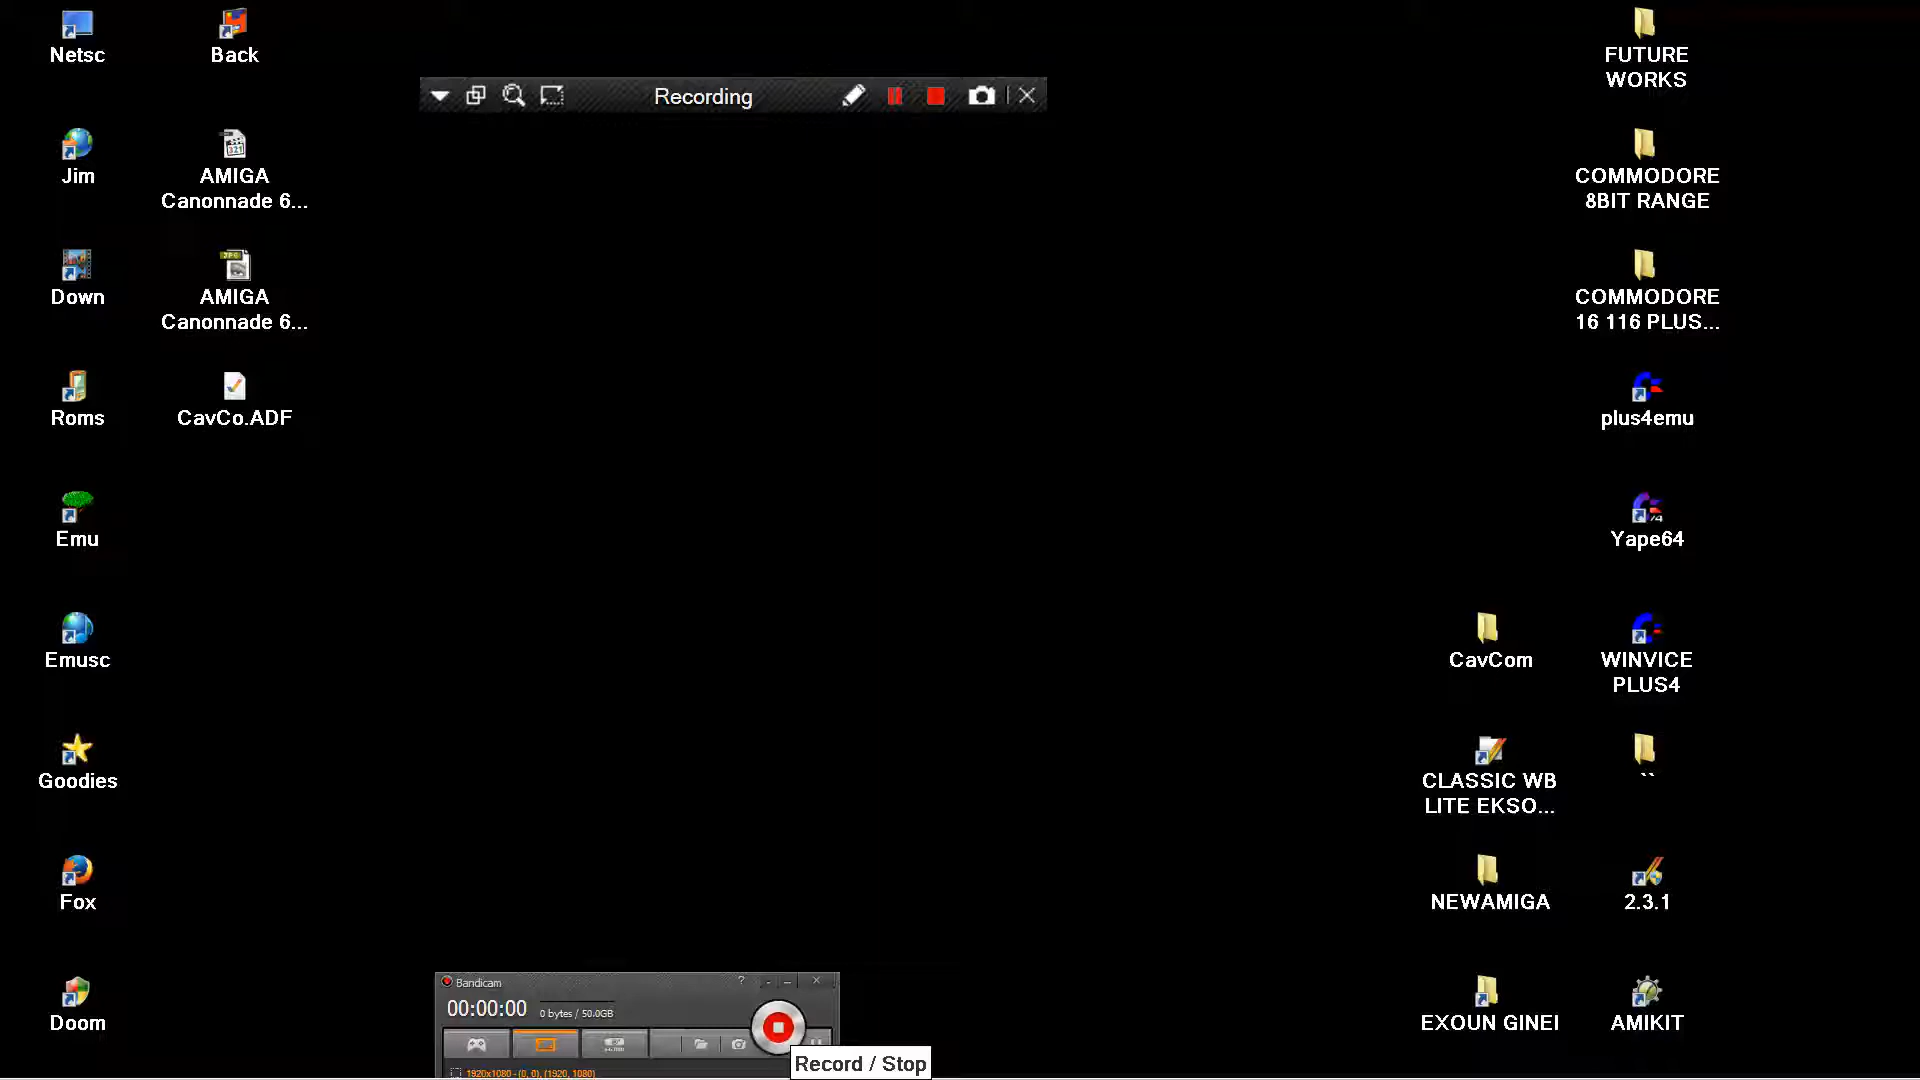 Netsc
Back
FUTURE
WORKS
Recording
Jim
AMIGA
Canonnade 6...
COMMODORE
8BIT RANGE
Down
AMIGA
Canonnade 6...
COMMODORE
16 116 PLUS...
Roms
CavCo.ADF
plus4emu
Emu
Yape64
Emusc
CavCom
WINVICE
PLUS4
Goodies
CLASSIC WB
LITE EKSO...
``
Fox
NEWAMIGA
2.3.1
Doom
EXOUN GINEI
AMIKIT
Bandicam
00:00:00
0 bytes / 50.0GB
1920x1080 - (0, 0), (1920, 1080)
Record / Stop